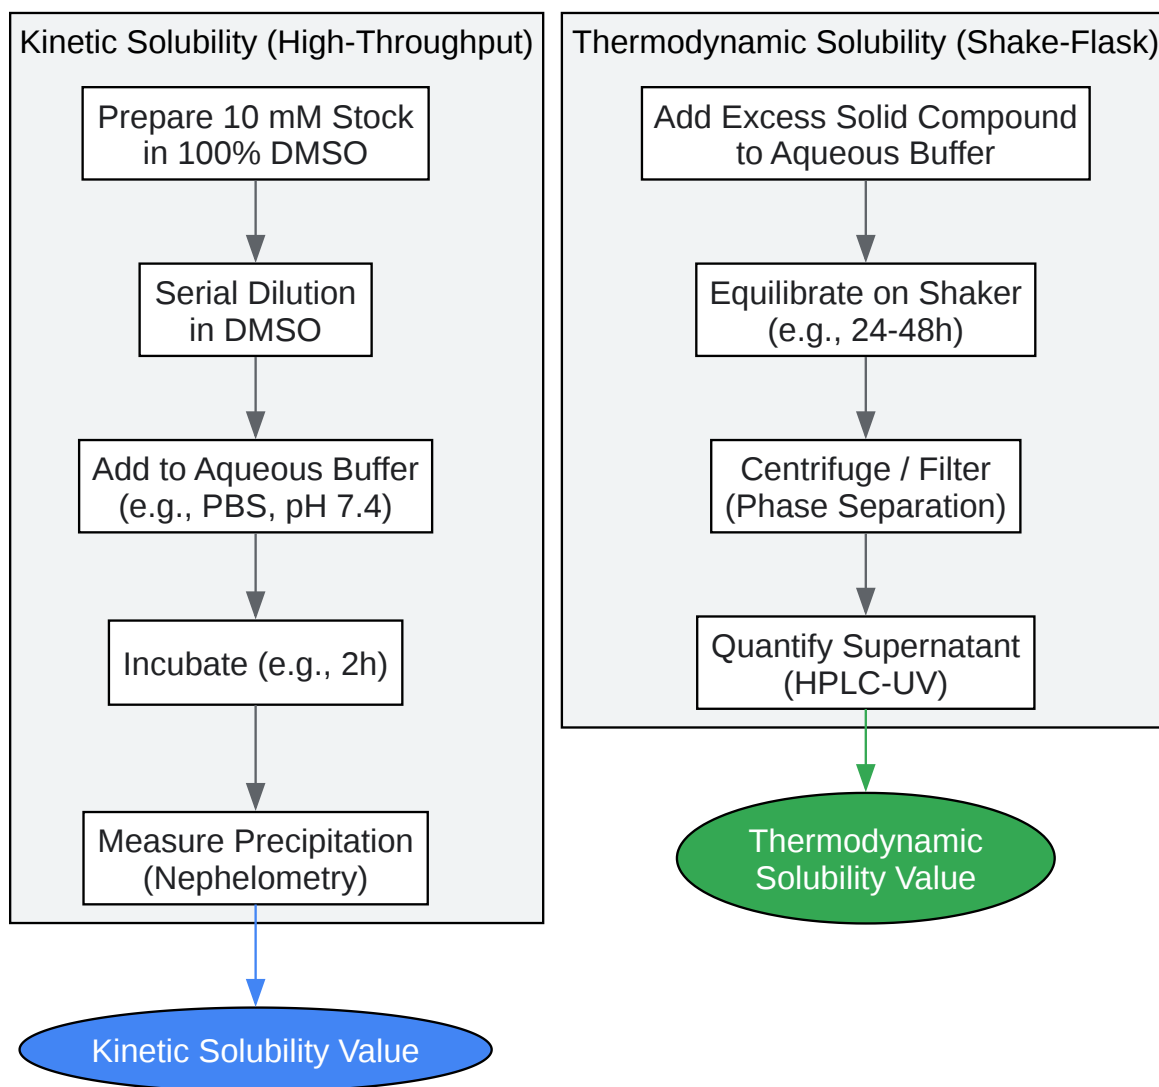 Kinetic Solubility (High-Throughput)
Prepare 10 mM Stock
in 100% DMSO
Serial Dilution
in DMSO
Add to Aqueous Buffer
(e.g., PBS, pH 7.4)
Incubate (e.g., 2h)
Measure Precipitation
(Nephelometry)
Kinetic Solubility Value
Thermodynamic Solubility (Shake-Flask)
Add Excess Solid Compound
to Aqueous Buffer
Equilibrate on Shaker
(e.g., 24-48h)
Centrifuge / Filter
(Phase Separation)
Quantify Supernatant
(HPLC-UV)
Thermodynamic
Solubility Value